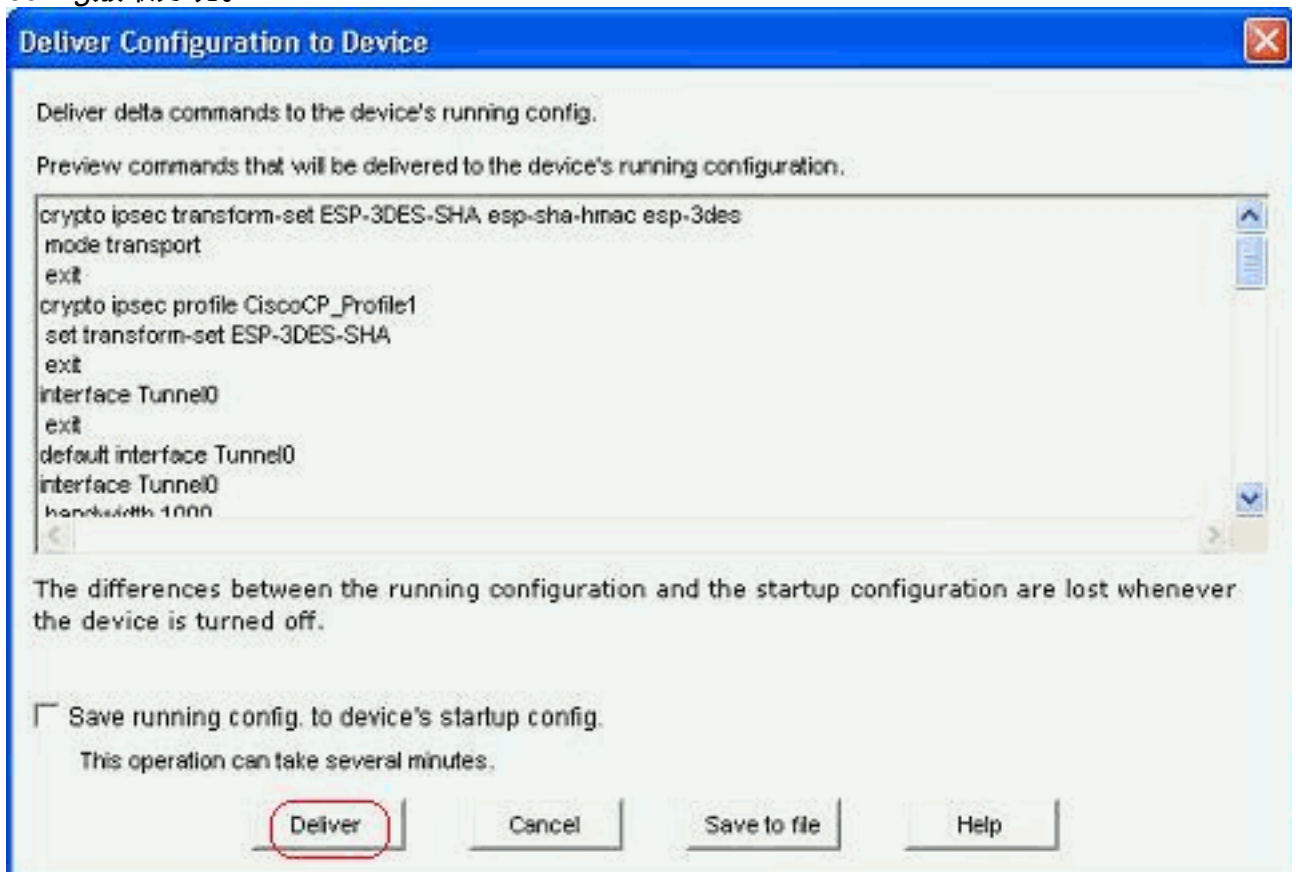 Deliver Configuration to Device
Deliver delta commands to the device's running config.
Preview commands that will be delivered to the device's running configuration.
crypto ipsec transform-set ESP-3DES-SHA esp-sha-hmac esp-3des
mode transport
exit
crypto ipsec profile CiscoCP_Profile1
set transform-set ESP-3DES-SHA
exit
interface Tunnel0
exit
default interface Tunnel0
interface Tunnel0
bandwidth 1000
The differences between the running configuration and the startup configuration are lost whenever
the device is turned off.
Save running config. to device's startup config.
This operation can take several minutes.
Deliver
Cancel
Save to file
Help